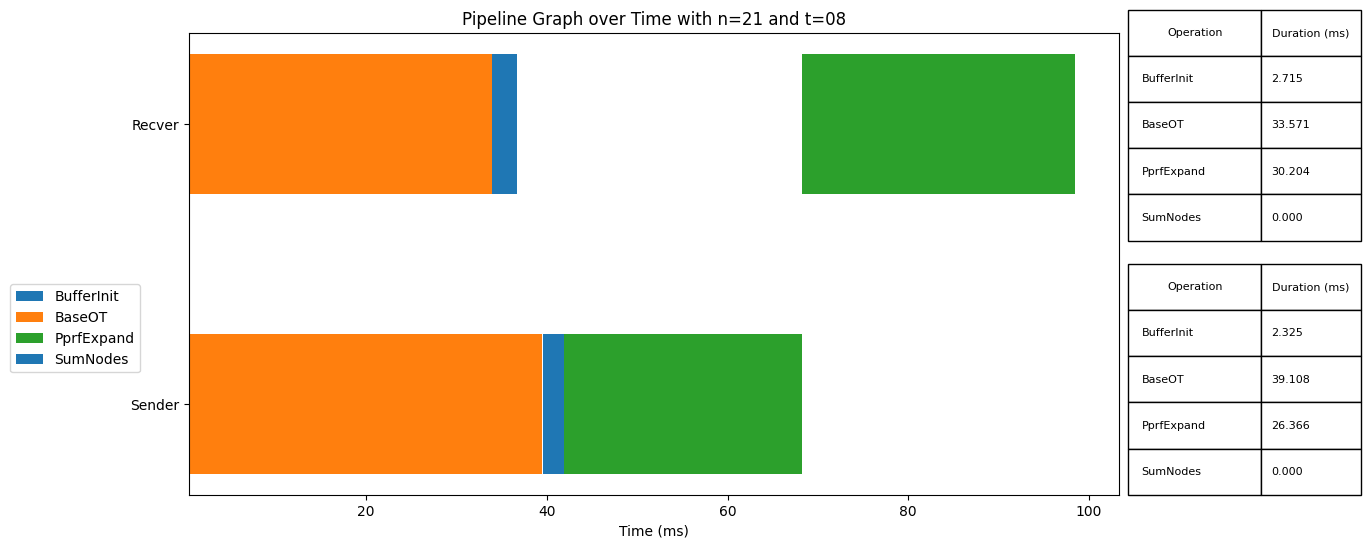 Pipeline Graph over Time with n=21 and t=08
Recver
Sender
20
40
60
80
100
Time (ms)
BufferInit
BaseOT
PprfExpand
SumNodes
Operation Duration (ms)
BufferInit 2.715
BaseOT 33.571
PprfExpand 30.204
SumNodes 0.000
Operation Duration (ms)
BufferInit 2.325
BaseOT 39.108
PprfExpand 26.366
SumNodes 0.000